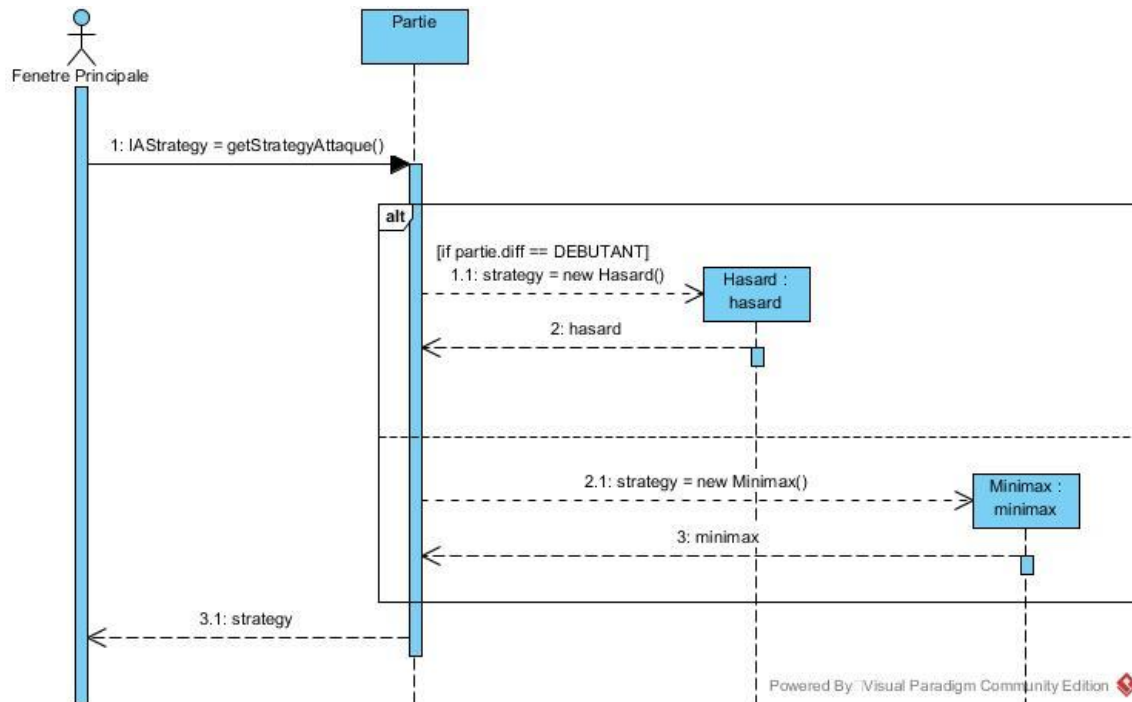 Partie
Fenetre Principale
1: IAStrategy = getStrategyAttaque()
alt
[if partie.diff == DEBUTANT]
1.1: strategy = new Hasard()
Hasard :
hasard
2: hasard
2.1: strategy = new Minimax()
Minimax :
minimax
3: minimax
3.1: strategy
Powered By Visual Paradigm Community Edition